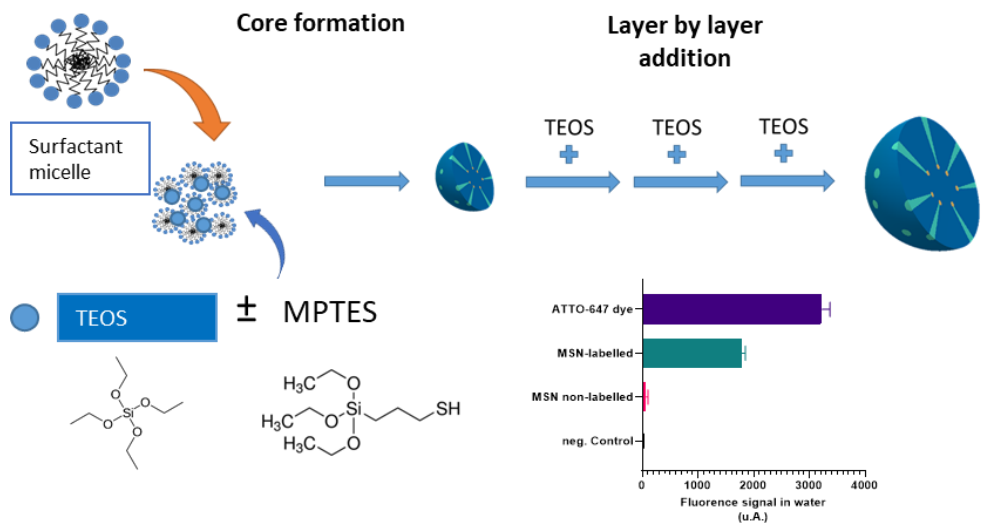 Core formation
Layer by layer
addition
Surfactant
micelle
TEOS
TEOS
TEOS
TEOS
± MPTES
O
O
Si
O
O
H₃C
O
H₃C
O
Si
SH
H₃C
O
ATTO-647 dye
MSN-labelled
MSN non-labelled
neg. Control
0 1000 2000 3000 4000
Fluorence signal in water
(u.A.)